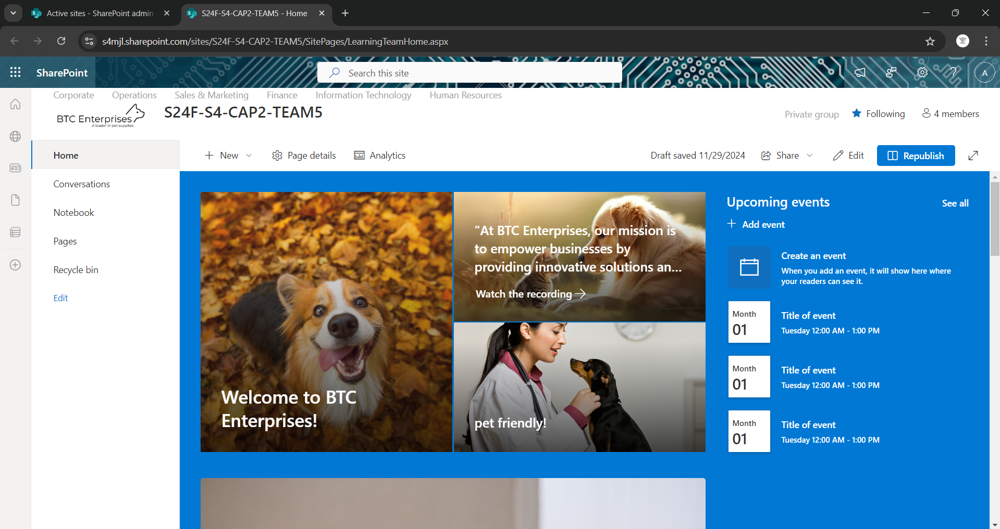 Active sites - SharePoint admin
S24F-S4-CAP2-TEAM5 - Home
s4mjl.sharepoint.com/sites/S24F-S4-CAP2-TEAM5/SitePages/LearningTeamHome.aspx
SharePoint
Search this site
A
Corporate Operations Sales & Marketing Finance Information Technology Human Resources
BTC Enterprises
A leader in pet supplies
S24F-S4-CAP2-TEAM5
Private group Following 4 members
Home
Conversations
Notebook
Pages
Recycle bin
Edit
New Page details Analytics
Draft saved 11/29/2024 Share Edit Republish
Welcome to BTC
Enterprises!
"At BTC Enterprises, our mission is
to empower businesses by
providing innovative solutions an...
Watch the recording
pet friendly!
Upcoming events See all
Add event
Create an event
When you add an event, it will show here where
your readers can see it.
Month
01
Title of event
Tuesday 12:00 AM - 1:00 PM
Month
01
Title of event
Tuesday 12:00 AM - 1:00 PM
Month
01
Title of event
Tuesday 12:00 AM - 1:00 PM